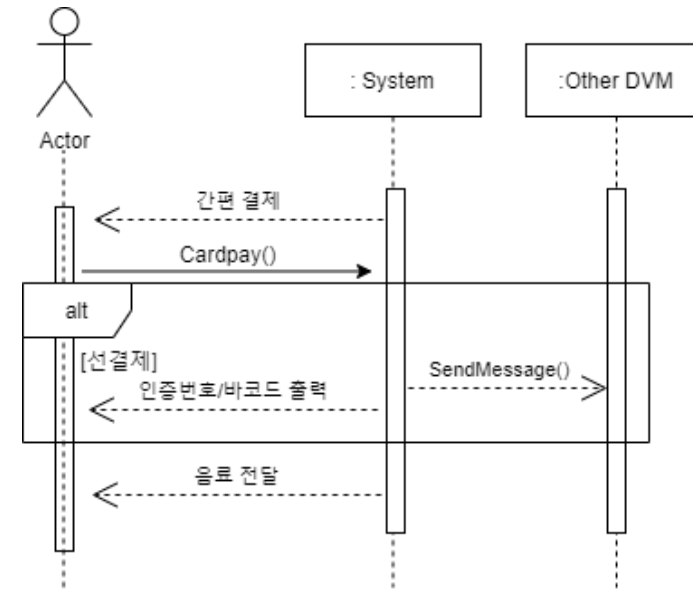 : System
:Other DVM
Actor
간편 결제
Cardpay()
alt
[선결제]
SendMessage()
인증번호/바코드 출력
음료 전달